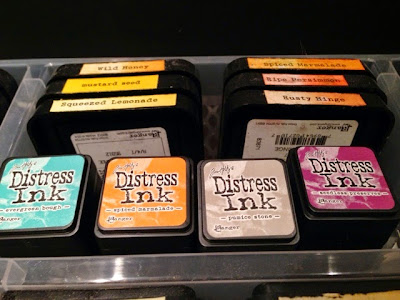 Wild Honey
mustard seed
Squeezed Lemonade
Spiced Marmalade
Ripe Persimmon
Rusty Hinge
Ranger
Distress
Ink
evergreen bough
Ranger
Distress
Ink
spiced marmalade
Ranger
Distress
Ink
pumice stone
Ranger
Distress
Ink
seedless preserves
Ranger